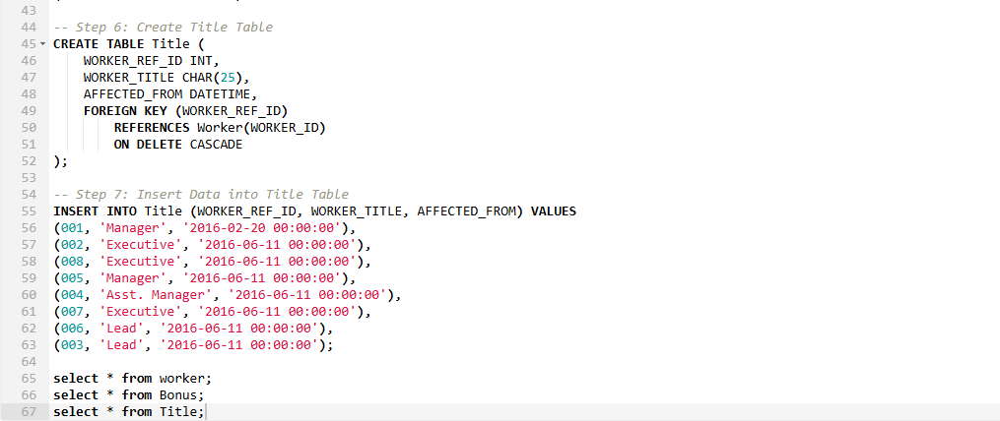 43
44 -- Step 6: Create Title Table
45 CREATE TABLE Title (
46     WORKER_REF_ID INT,
47     WORKER_TITLE CHAR(25),
48     AFFECTED_FROM DATETIME,
49     FOREIGN KEY (WORKER_REF_ID)
50         REFERENCES Worker(WORKER_ID)
51         ON DELETE CASCADE
52 );
53
54 -- Step 7: Insert Data into Title Table
55 INSERT INTO Title (WORKER_REF_ID, WORKER_TITLE, AFFECTED_FROM) VALUES
56 (001, 'Manager', '2016-02-20 00:00:00'),
57 (002, 'Executive', '2016-06-11 00:00:00'),
58 (008, 'Executive', '2016-06-11 00:00:00'),
59 (005, 'Manager', '2016-06-11 00:00:00'),
60 (004, 'Asst. Manager', '2016-06-11 00:00:00'),
61 (007, 'Executive', '2016-06-11 00:00:00'),
62 (006, 'Lead', '2016-06-11 00:00:00'),
63 (003, 'Lead', '2016-06-11 00:00:00');
64
65 select * from worker;
66 select * from Bonus;
67 select * from Title;